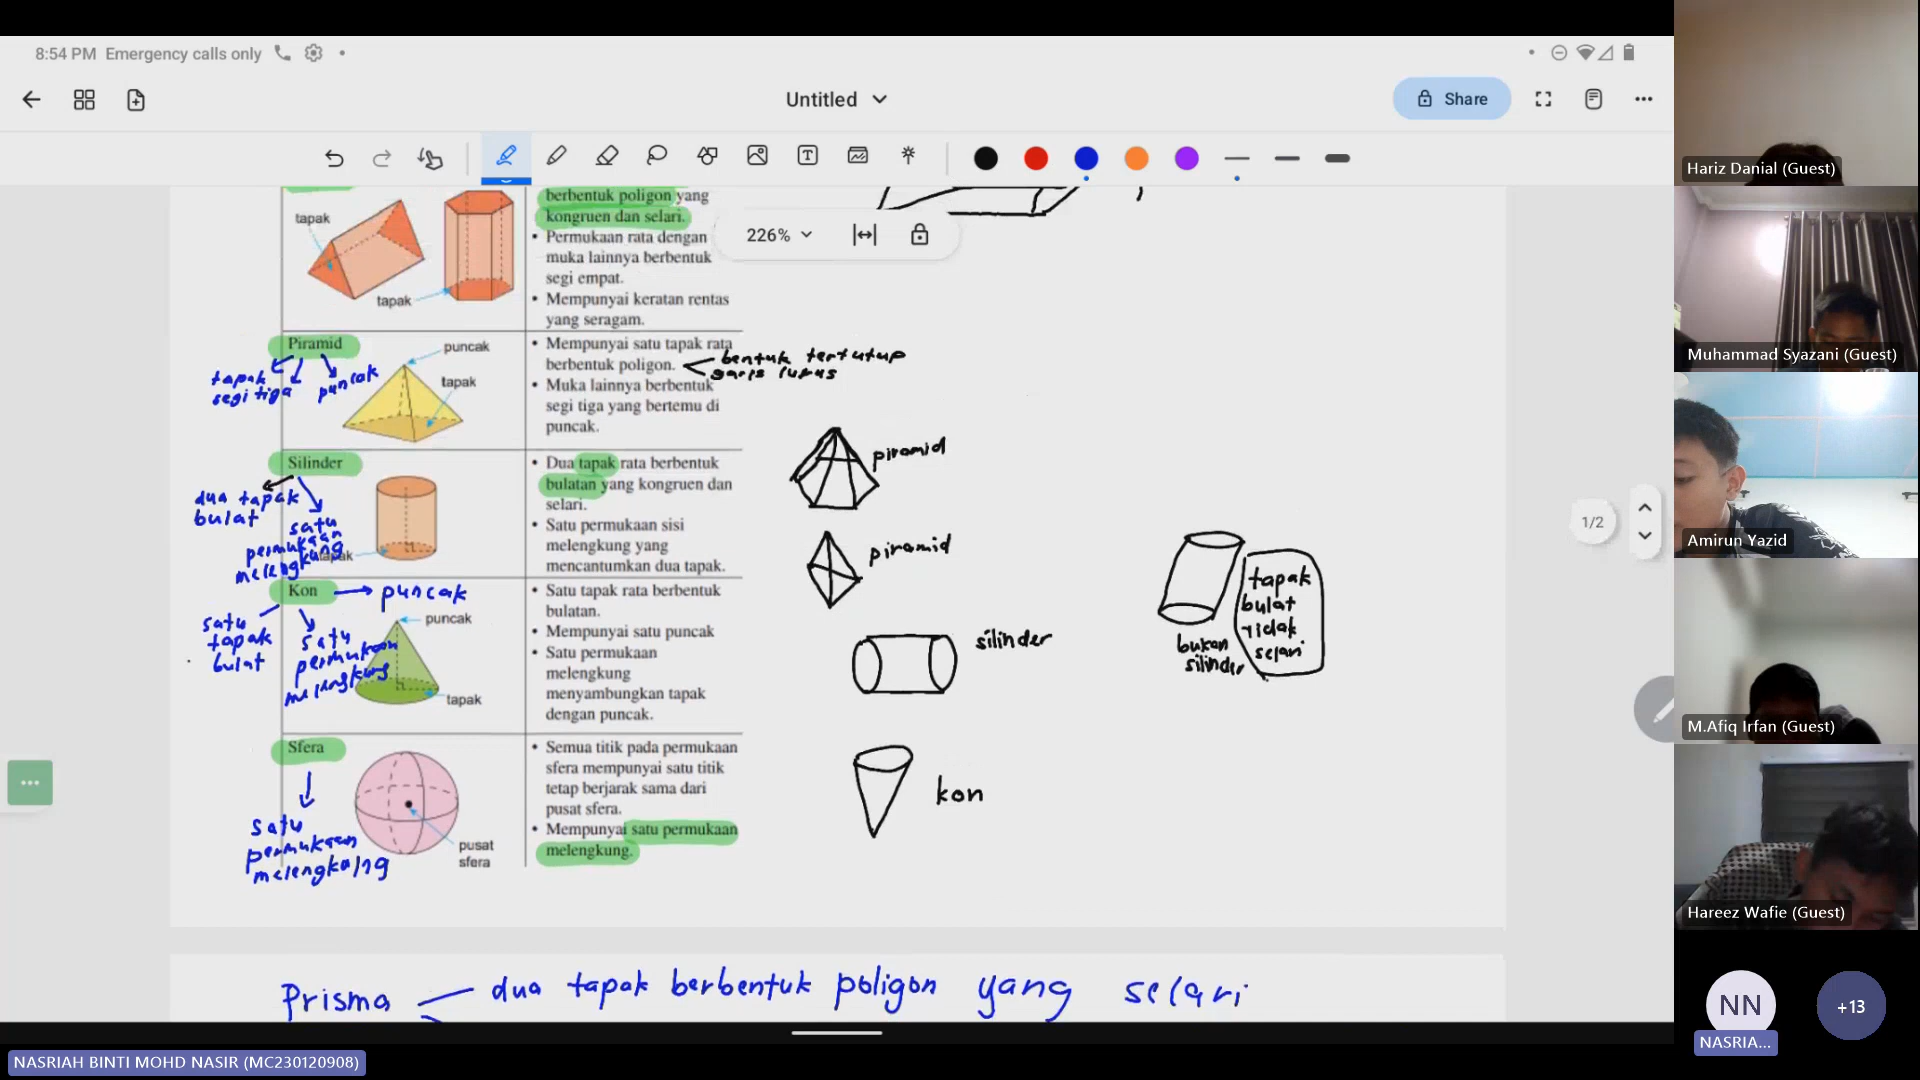 8:54 PM Emergency calls only
Untitled
Share
226%
1/2
tapak
tapak
berbentuk poligon yang
kongruen dan selari.
• Permukaan rata dengan
muka lainnya berbentuk
segi empat.
• Mempunyai keratan rentas
yang seragam.
Piramid
tapak
segi tiga
puncak
puncak
tapak
• Mempunyai satu tapak rata
berbentuk poligon.
• Muka lainnya berbentuk
segi tiga yang bertemu di
puncak.
bentuk tertutup
garis lurus
Silinder
dua tapak
bulat
satu
permukaan
melengkung
tapak
• Dua tapak rata berbentuk
bulatan yang kongruen dan
selari.
• Satu permukaan sisi
melengkung yang
mencantumkan dua tapak.
Kon
puncak
satu
tapak
bulat
satu
permukaan
melengkung
puncak
tapak
• Satu tapak rata berbentuk
bulatan.
• Mempunyai satu puncak
• Satu permukaan
melengkung
menyambungkan tapak
dengan puncak.
Sfera
satu
permukaan
melengkung
pusat
sfera
• Semua titik pada permukaan
sfera mempunyai satu titik
tetap berjarak sama dari
pusat sfera.
• Mempunyai satu permukaan
melengkung.
piramid
piramid
silinder
kon
bukan
silinder
tapak
bulat
tidak
selari
Prisma
dua tapak berbentuk poligon yang selari
NASRIAH BINTI MOHD NASIR (MC230120908)
Hariz Danial (Guest)
Muhammad Syazani (Guest)
Amirun Yazid
M.Afiq Irfan (Guest)
Hareez Wafie (Guest)
NN
NASRIA...
+13